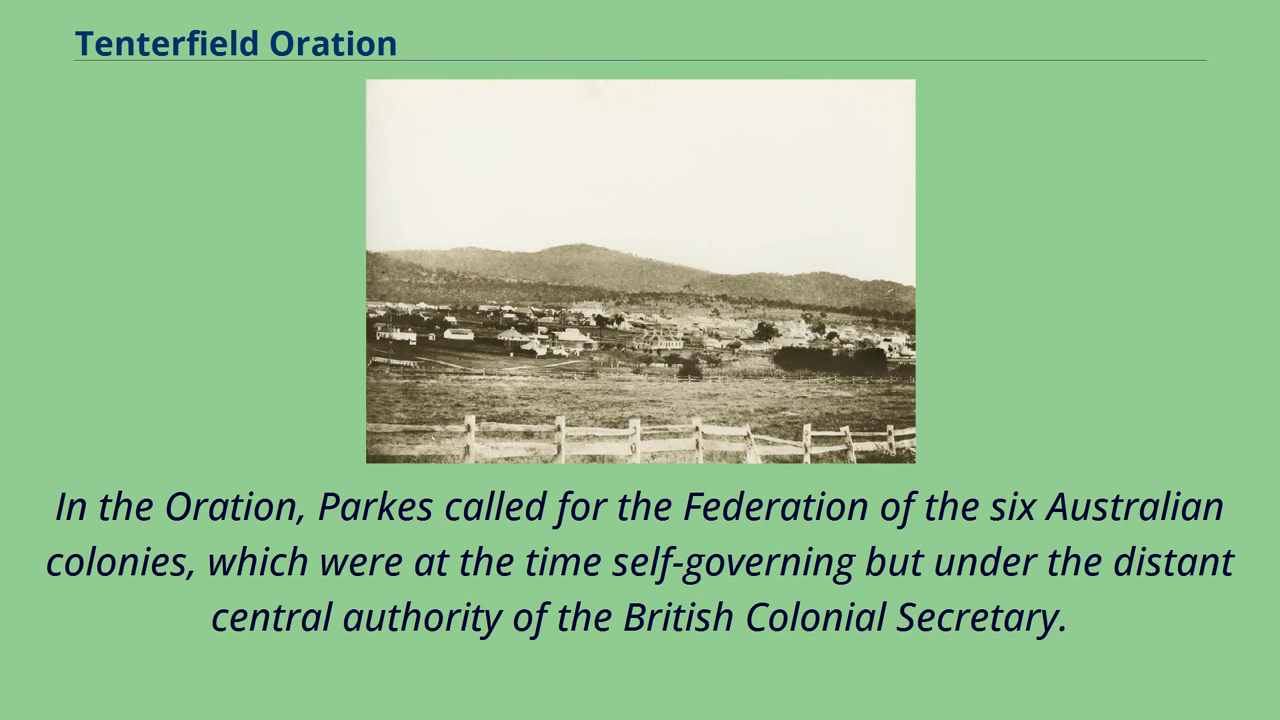 Tenterfield Oration
In the Oration, Parkes called for the Federation of the six Australian
colonies, which were at the time self-governing but under the distant
central authority of the British Colonial Secretary.